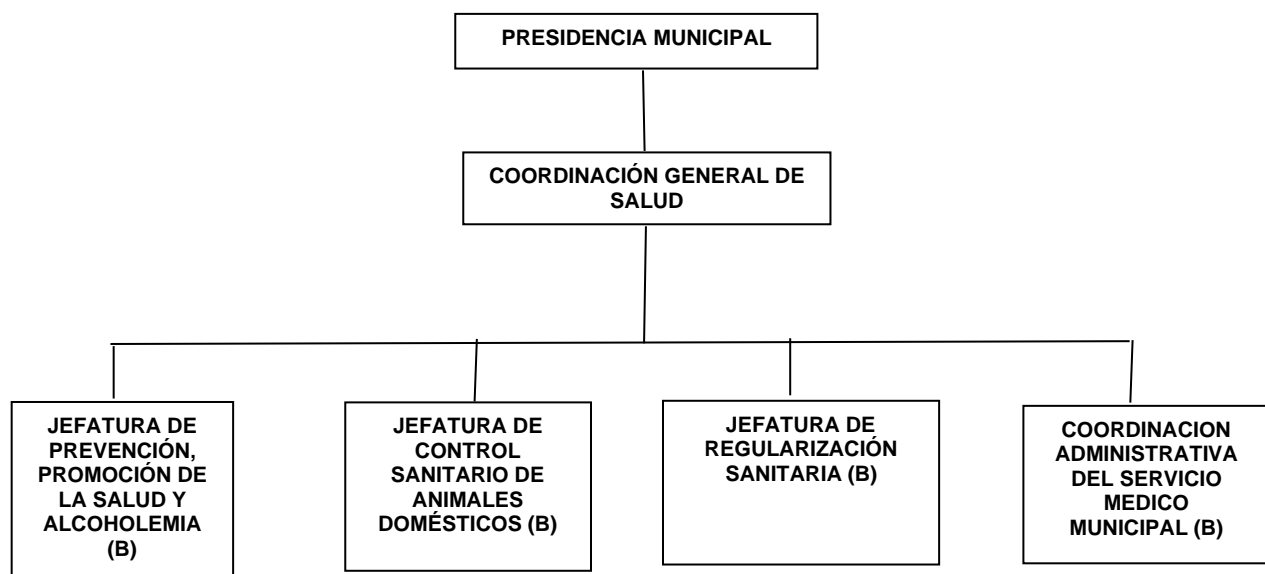 PRESIDENCIA MUNICIPAL
COORDINACIÓN GENERAL DE
SALUD
JEFATURA DE
PREVENCIÓN,
PROMOCIÓN DE
LA SALUD Y
ALCOHOLEMIA
(B)
JEFATURA DE
CONTROL
SANITARIO DE
ANIMALES
DOMÉSTICOS (B)
JEFATURA DE
REGULARIZACIÓN
SANITARIA (B)
COORDINACION
ADMINISTRATIVA
DEL SERVICIO
MEDICO
MUNICIPAL (B)